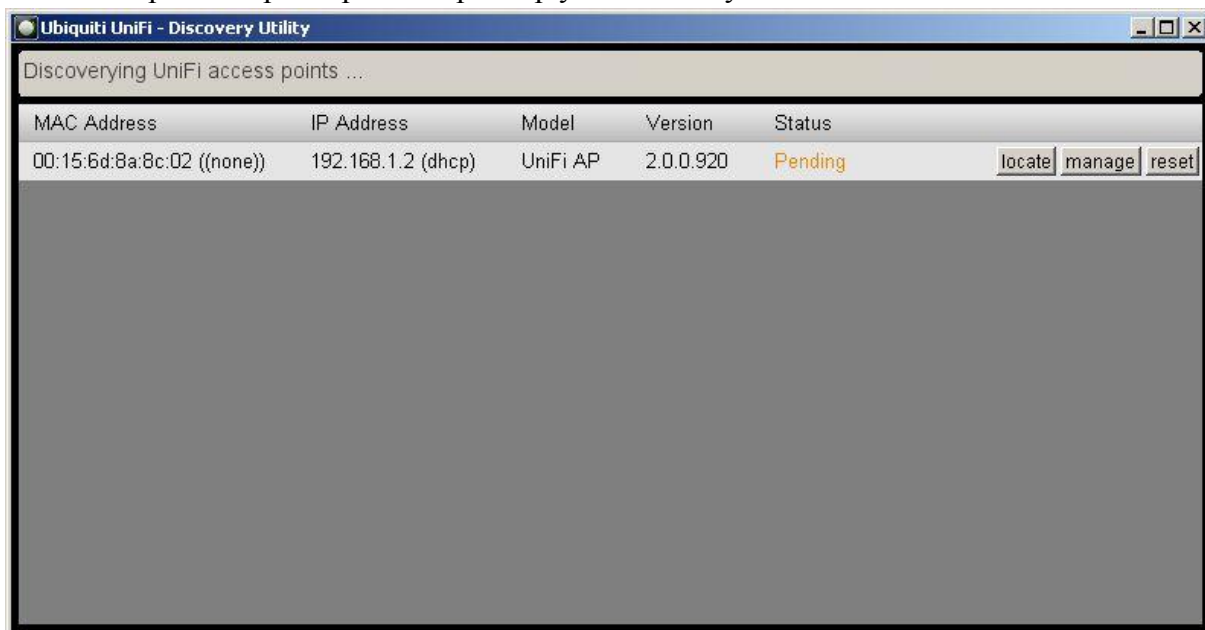 Ubiquiti UniFi - Discovery Utility
Discoverying UniFi access points ...
MAC Address IP Address Model Version Status
00:15:6d:8a:8c:02 ((none)) 192.168.1.2 (dhcp) UniFi AP 2.0.0.920 Pending locate manage reset